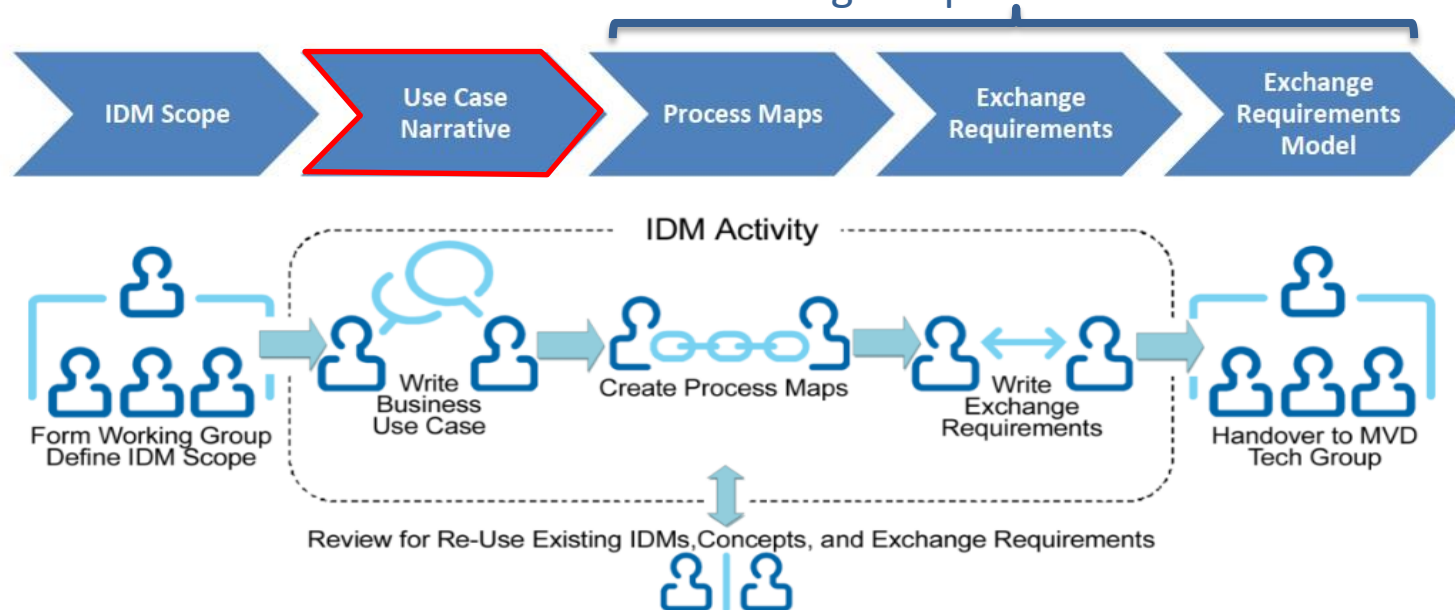 IDM Scope
Use Case
Narrative
Process Maps
Exchange
Requirements
Exchange
Requirements
Model
IDM Activity
Form Working Group
Define IDM Scope
Write
Business
Use Case
Create Process Maps
Write
Exchange
Requirements
Handover to MVD
Tech Group
Review for Re-Use Existing IDMs,Concepts, and Exchange Requirements